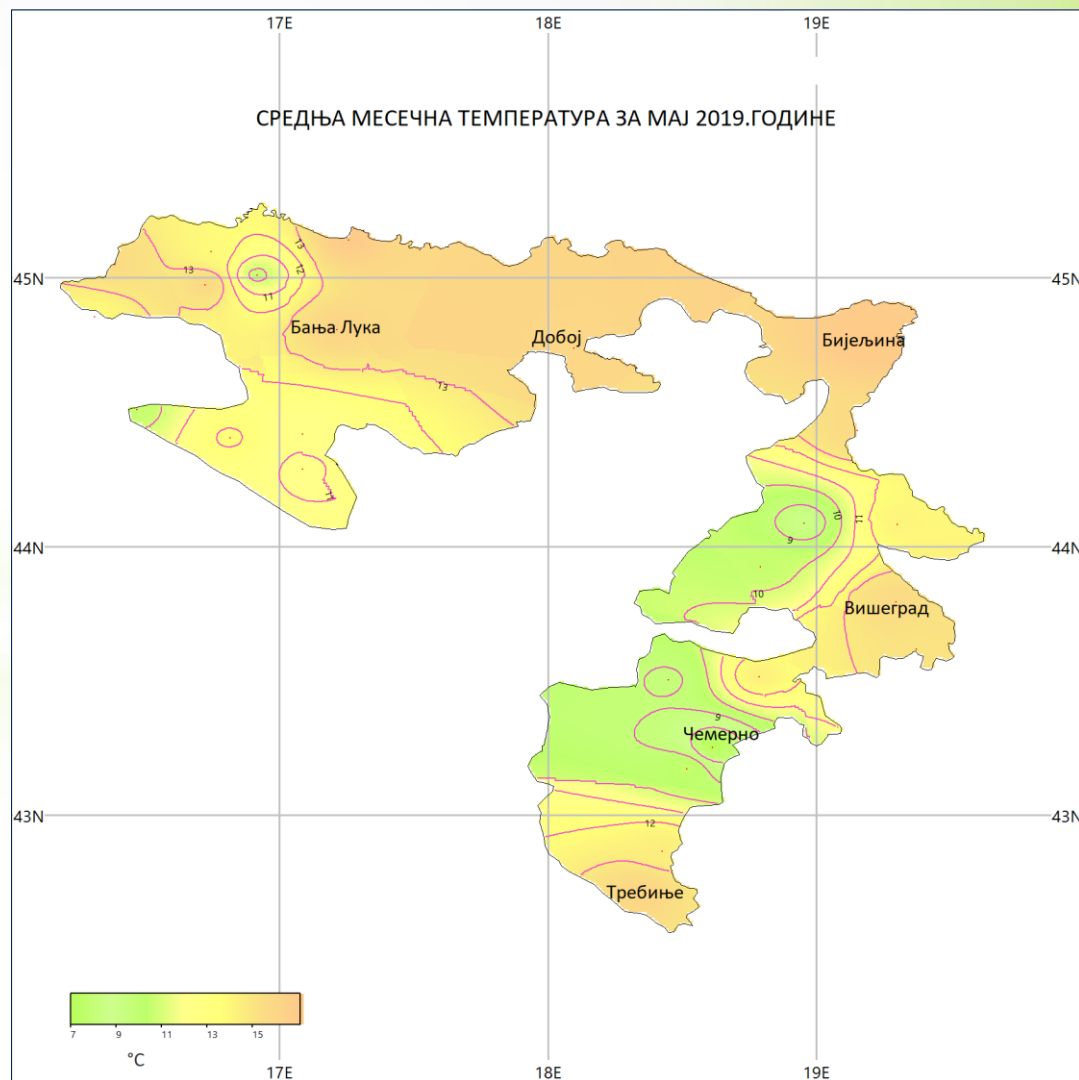 17E 18E 19E
СРЕДЊА МЕСЕЧНА ТЕМПЕРАТУРА ЗА МАЈ 2019.ГОДИНЕ
13
13 12
45N 45N
11
Бања Лука Добој Бијељина
13
11
10 11
9
44N 44N
10
Вишеград
9
Чемерно
43N 43N
12
Требиње
7 9 11 13 15
°C
17E 18E 19E